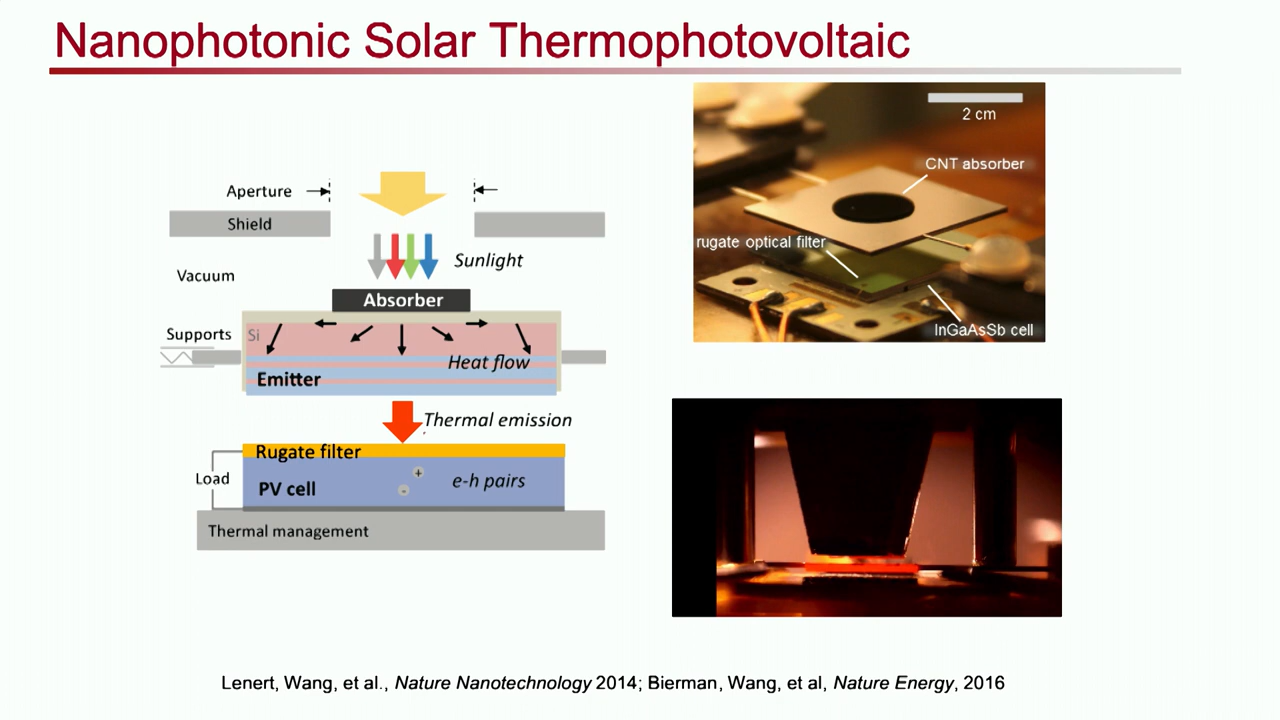 Nanophotonic Solar Thermophotovoltaic
Aperture
Shield
Sunlight
Vacuum
Absorber
Supports
Si
Heat flow
Emitter
Thermal emission
Rugate filter
Load
PV cell
+
-
e-h pairs
Thermal management
2 cm
CNT absorber
rugate optical filter
InGaAsSb cell
Lenert, Wang, et al., Nature Nanotechnology 2014; Bierman, Wang, et al, Nature Energy, 2016